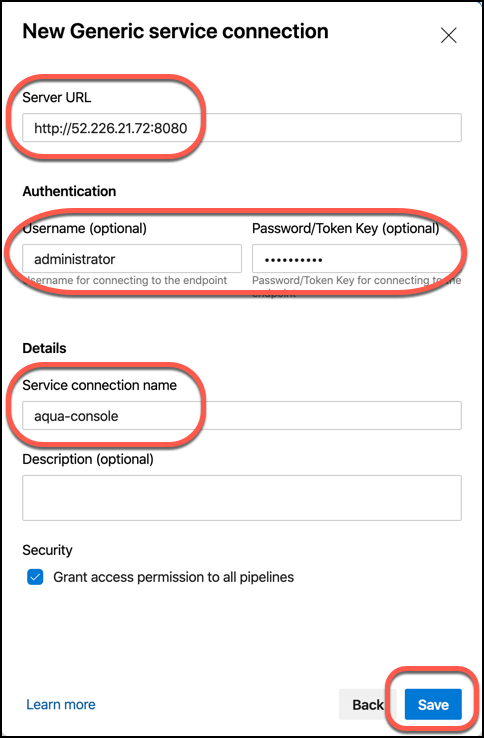 New Generic service connection
Server URL
http://52.226.21.72:8080
Authentication
Username (optional) Password/Token Key (optional)
administrator ••••••••••
Username for connecting to the endpoint Password/Token Key for connecting to the
endpoint
Details
Service connection name
aqua-console
Description (optional)
Security
Grant access permission to all pipelines
Learn more Back Save